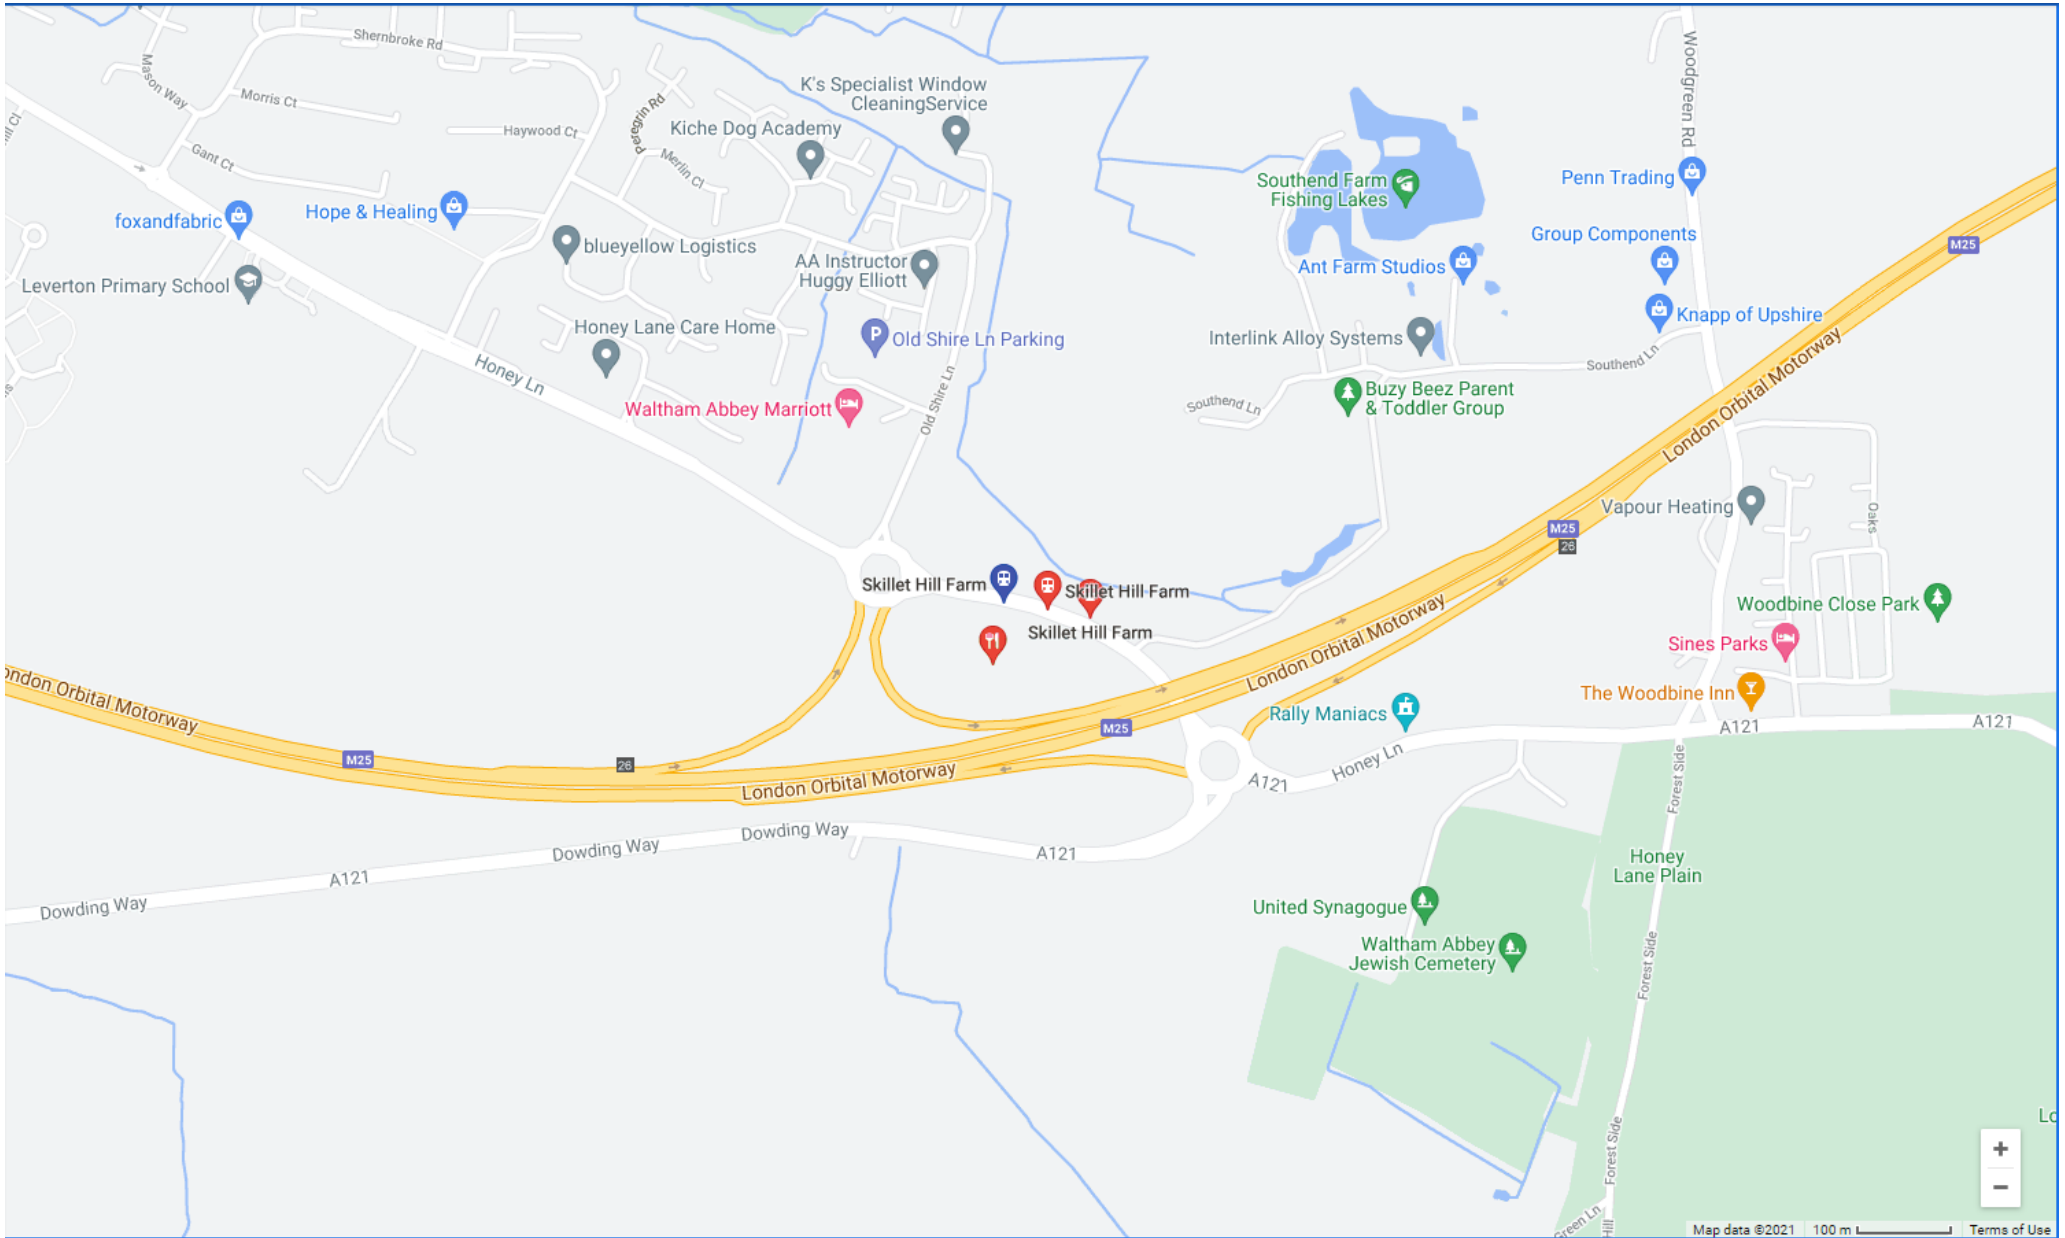 Shernbroke Rd
Mason Way
Morris Ct
Haywood Ct
Peregrin Rd
Merlin Cl
Gant Ct
K's Specialist Window
CleaningService
Kiche Dog Academy
Woodgreen Rd
Southend Farm
Fishing Lakes
Penn Trading
foxandfabric
Hope & Healing
blueyellow Logistics
AA Instructor
Huggy Elliott
Group Components
M25
Ant Farm Studios
Leverton Primary School
Honey Lane Care Home
P
Old Shire Ln Parking
Interlink Alloy Systems
Knapp of Upshire
Southend Ln
Honey Ln
Waltham Abbey Marriott
Old Shire Ln
Southend Ln
Buzy Beez Parent
& Toddler Group
London Orbital Motorway
Vapour Heating
Oaks
M25
26
Skillet Hill Farm
Skillet Hill Farm
Skillet Hill Farm
London Orbital Motorway
Woodbine Close Park
Sines Parks
The Woodbine Inn
ondon Orbital Motorway
Rally Maniacs
A121
A121
M25
M25
26
London Orbital Motorway
A121
Honey Ln
Forest Side
Dowding Way
Dowding Way
A121
A121
Dowding Way
Honey
Lane Plain
United Synagogue
Waltham Abbey
Jewish Cemetery
Forest Side
Forest Side
Lo
Green Ln
Hill
+
−
Map data ©2021
100 m
Terms of Use